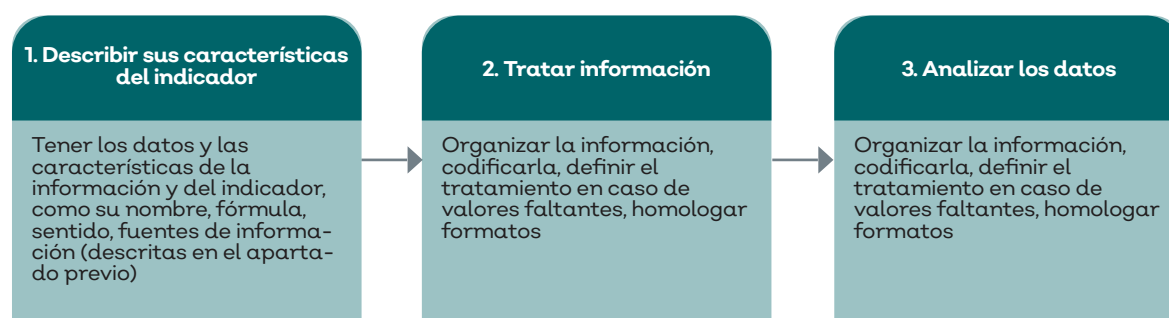 1. Describir sus características
del indicador
Tener los datos y las
características de la
información y del indicador,
como su nombre, fórmula,
sentido, fuentes de informa-
ción (descritas en el aparta-
do previo)
2. Tratar información
Organizar la información,
codificarla, definir el
tratamiento en caso de
valores faltantes, homologar
formatos
3. Analizar los datos
Organizar la información,
codificarla, definir el
tratamiento en caso de
valores faltantes, homologar
formatos